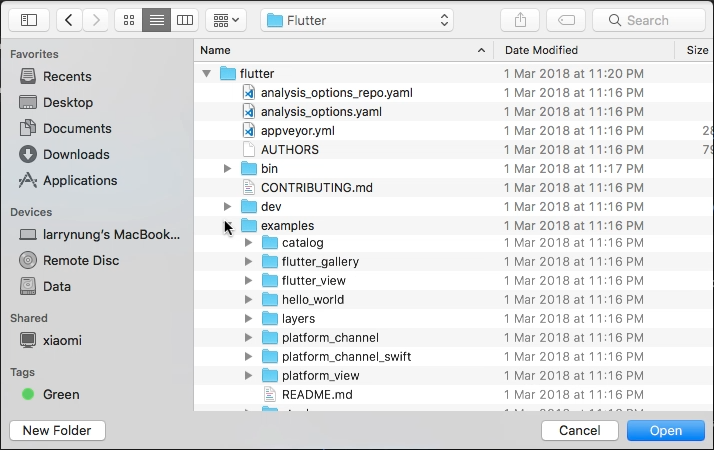 Flutter
Search
Favorites
Recents
Desktop
Documents
Downloads
Applications
Devices
larrynung's MacBook...
Remote Disc
Data
Shared
xiaomi
Tags
Green
Name Date Modified Size
flutter 1 Mar 2018 at 11:20 PM
analysis_options_repo.yaml 1 Mar 2018 at 11:16 PM
analysis_options.yaml 1 Mar 2018 at 11:16 PM
appveyor.yml 1 Mar 2018 at 11:16 PM 28
AUTHORS 1 Mar 2018 at 11:16 PM 79
bin 1 Mar 2018 at 11:17 PM
CONTRIBUTING.md 1 Mar 2018 at 11:16 PM
dev 1 Mar 2018 at 11:16 PM
examples 1 Mar 2018 at 11:16 PM
catalog 1 Mar 2018 at 11:16 PM
flutter_gallery 1 Mar 2018 at 11:16 PM
flutter_view 1 Mar 2018 at 11:16 PM
hello_world 1 Mar 2018 at 11:16 PM
layers 1 Mar 2018 at 11:16 PM
platform_channel 1 Mar 2018 at 11:16 PM
platform_channel_swift 1 Mar 2018 at 11:16 PM
platform_view 1 Mar 2018 at 11:16 PM
README.md 1 Mar 2018 at 11:16 PM
New Folder Cancel Open